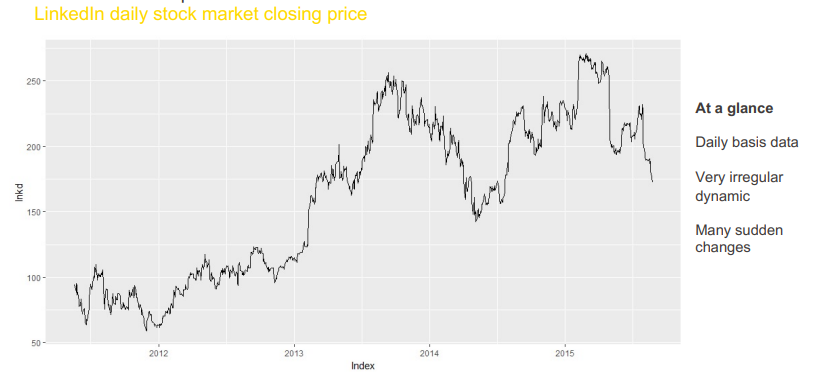 LinkedIn daily stock market closing price
At a glance
Daily basis data
Very irregular
dynamic
Many sudden
changes
lnkd
250
200
150
100
50
2012
2013
2014
2015
Index